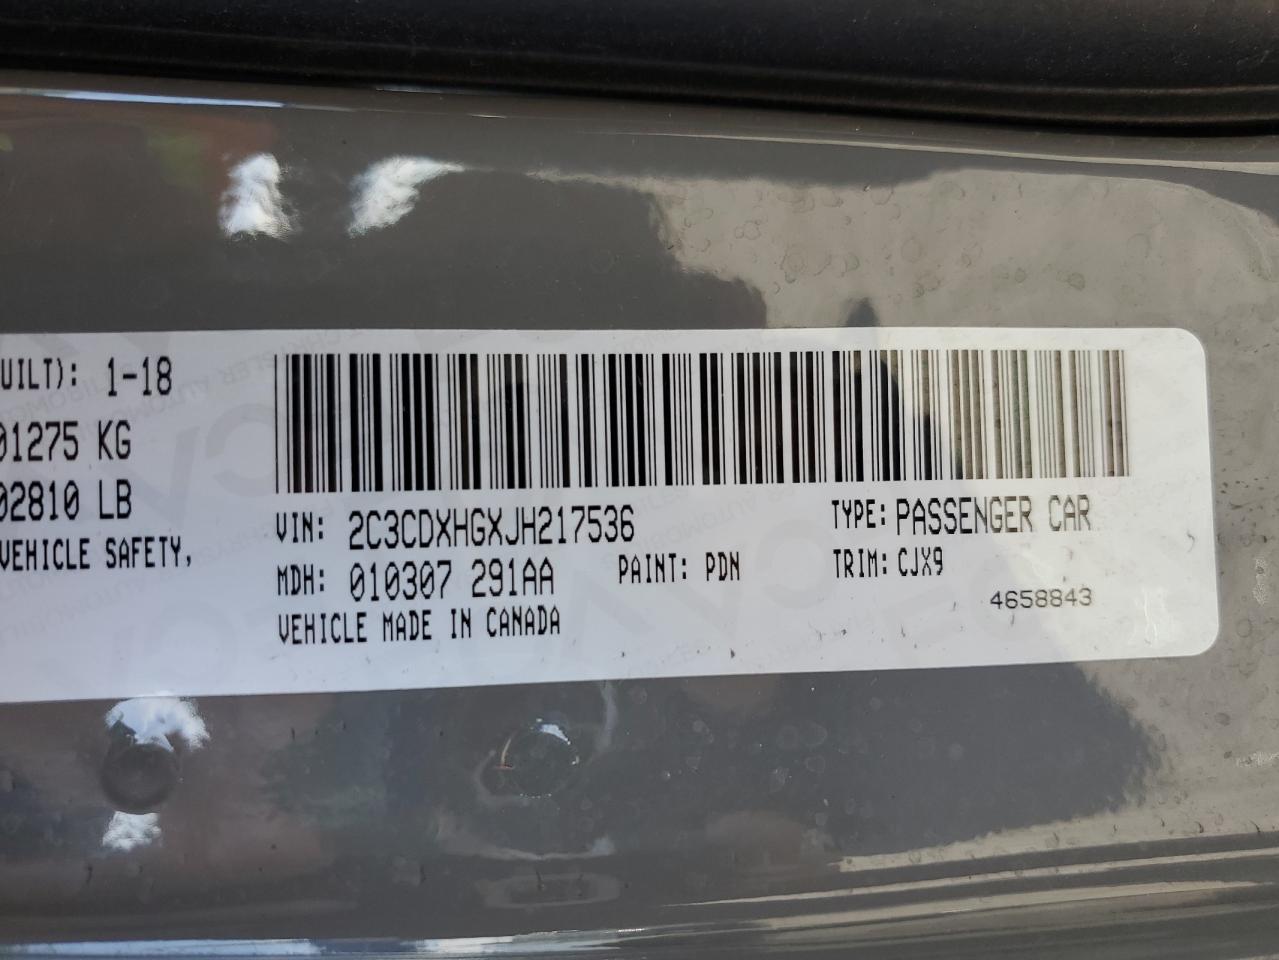 UILT): 1-18
01275 KG
02810 LB
VEHICLE SAFETY,
VIN: 2C3CDXHGXJH217536
TYPE: PASSENGER CAR
MDH: 010307 291AA
PAINT: PDN
TRIM: CJX9
VEHICLE MADE IN CANADA
4658843